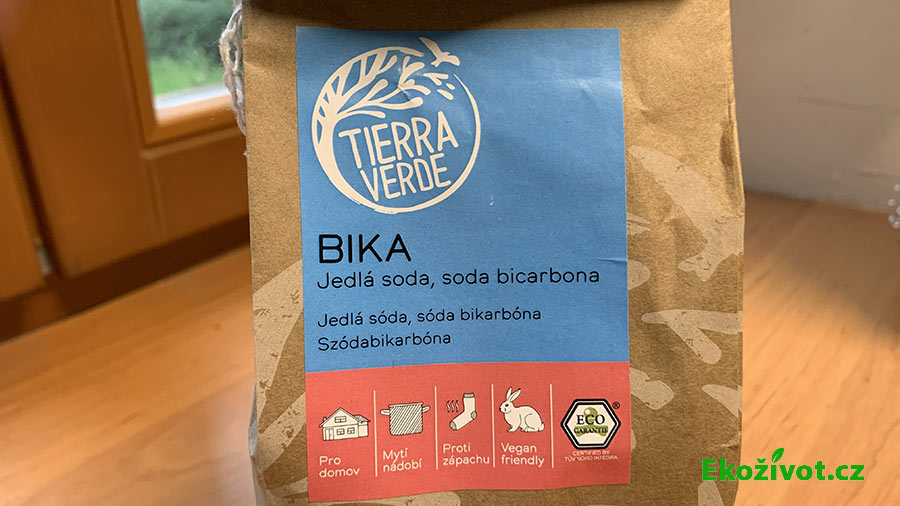 TIERRA
VERDE
BIKA
Jedlá soda, soda bicarbona
Jedlá sóda, sóda bikarbóna
Szódabikarbóna
Pro
domov
Mytí
nádobí
Proti
zápachu
Vegan
friendly
ECO
GARANTIE
®
CERTIFIED BY
TÜV NORD INTEGRA
Ekoživot.cz